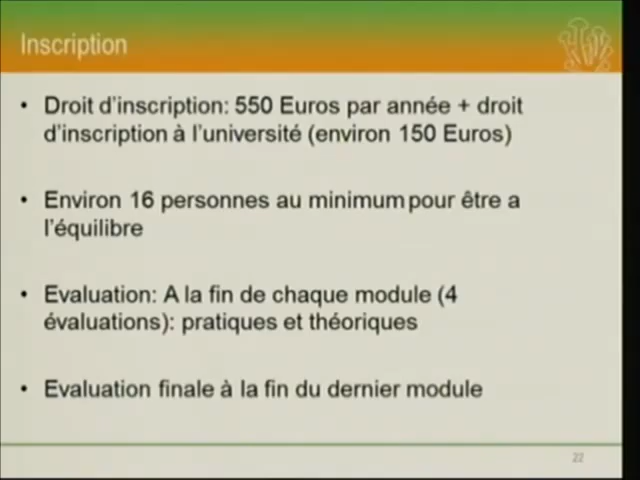 Inscription
• Droit d'inscription: 550 Euros par année + droit
d'inscription à l'université (environ 150 Euros)
• Environ 16 personnes au minimum pour être a
l'équilibre
• Evaluation: A la fin de chaque module (4
évaluations): pratiques et théoriques
• Evaluation finale à la fin du dernier module
22